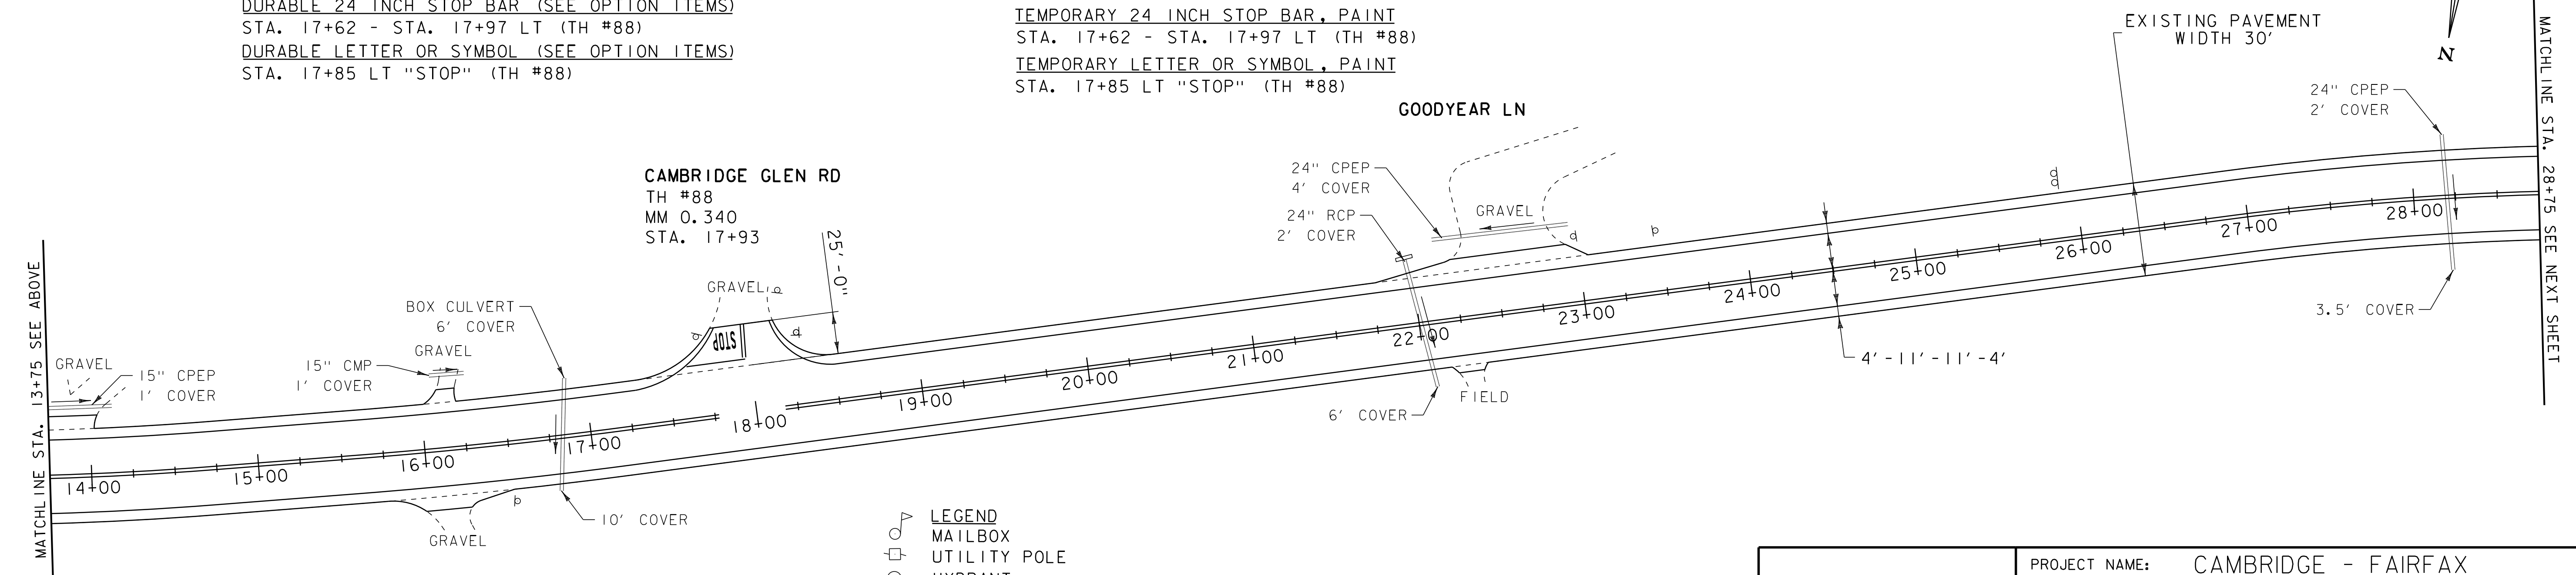 DURABLE 24 INCH STOP BAR (SEE OPTION ITEMS)
STA. 17+62 - STA. 17+97 LT (TH #88)
DURABLE LETTER OR SYMBOL (SEE OPTION ITEMS)
STA. 17+85 LT "STOP" (TH #88)
TEMPORARY 24 INCH STOP BAR, PAINT
STA. 17+62 - STA. 17+97 LT (TH #88)
TEMPORARY LETTER OR SYMBOL, PAINT
STA. 17+85 LT "STOP" (TH #88)
EXISTING PAVEMENT
WIDTH 30'
N
MATCHLINE STA. 28+75 SEE NEXT SHEET
24" CPEP
2' COVER
GOODYEAR LN
CAMBRIDGE GLEN RD
TH #88
MM 0.340
STA. 17+93
24" CPEP
4' COVER
24" RCP
2' COVER
GRAVEL
25'-0"
GRAVEL
STOP
BOX CULVERT
6' COVER
GRAVEL
15" CMP
1' COVER
GRAVEL
15" CPEP
1' COVER
MATCHLINE STA. 13+75 SEE ABOVE
14+00
15+00
16+00
17+00
18+00
19+00
20+00
21+00
22+00
23+00
24+00
25+00
26+00
27+00
28+00
3.5' COVER
4'-11'-11'-4'
FIELD
6' COVER
10' COVER
GRAVEL
LEGEND
MAILBOX
UTILITY POLE
HYDRANT
PROJECT NAME: CAMBRIDGE - FAIRFAX